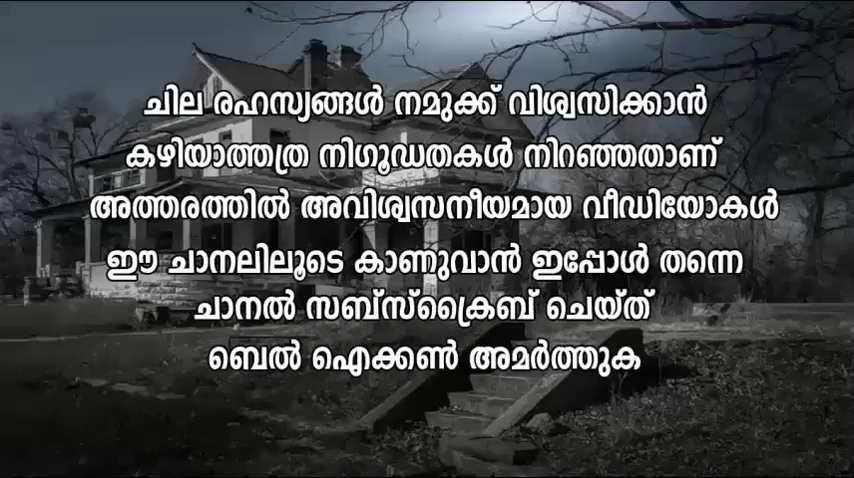 ചില രഹസ്യങ്ങൾ നമുക്ക് വിശ്വസിക്കാൻ
കഴിയാത്തത്ര നിഗൂഡതകൾ നിറഞ്ഞതാണ്
അത്തരത്തിൽ അവിശ്വസനീയമായ വീഡിയോകൾ
ഈ ചാനലിലൂടെ കാണുവാൻ ഇപ്പോൾ തന്നെ
ചാനൽ സബ്സ്ക്രൈബ് ചെയ്ത്
ബെൽ ഐക്കൺ അമർത്തുക